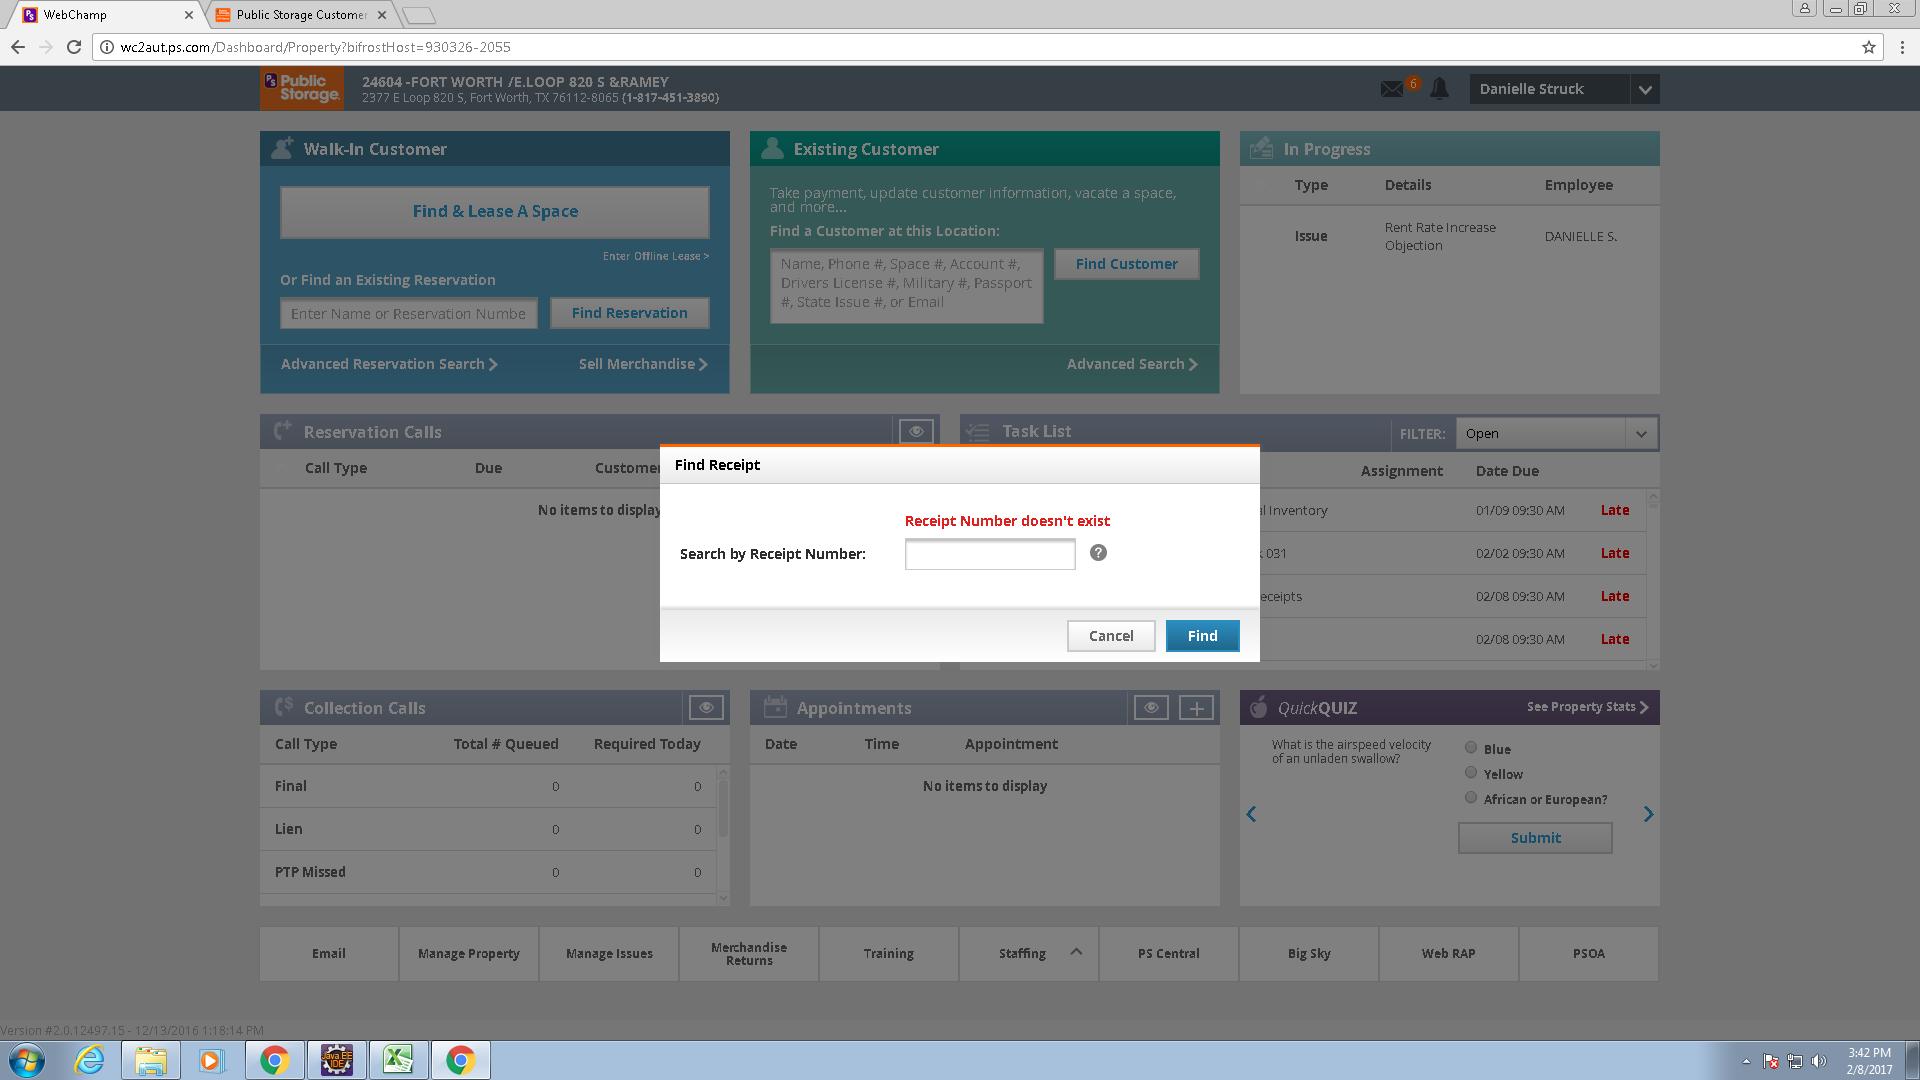 WebChamp
Public Storage Customer
wc2aut.ps.com/Dashboard/Property?bifrostHost=930326-2055
PS Public Storage.
24604 -FORT WORTH /E.LOOP 820 S &RAMEY
2377 E Loop 820 S, Fort Worth, TX 76112-8065 (1-817-451-3890)
6
Danielle Struck
Walk-In Customer
Find & Lease A Space
Enter Offline Lease >
Or Find an Existing Reservation
Enter Name or Reservation Numbe
Find Reservation
Advanced Reservation Search
Sell Merchandise
Existing Customer
Take payment, update customer information, vacate a space,
and more...
Find a Customer at this Location:
Name, Phone #, Space #, Account #,
Drivers License #, Military #, Passport
#, State Issue #, or Email
Find Customer
Advanced Search
In Progress
Type Details Employee
Issue Rent Rate Increase Objection DANIELLE S.
Reservation Calls
Call Type Due Custome
No items to display
Task List
FILTER: Open
Assignment Date Due
al Inventory 01/09 09:30 AM Late
031 02/02 09:30 AM Late
eceipts 02/08 09:30 AM Late
02/08 09:30 AM Late
Find Receipt
Receipt Number doesn't exist
Search by Receipt Number:
?
Cancel
Find
Collection Calls
Call Type Total # Queued Required Today
Final 0 0
Lien 0 0
PTP Missed 0 0
Appointments
Date Time Appointment
No items to display
QuickQUIZ
See Property Stats
What is the airspeed velocity
of an unladen swallow?
Blue
Yellow
African or European?
Submit
Email
Manage Property
Manage Issues
Merchandise
Returns
Training
Staffing
PS Central
Big Sky
Web RAP
PSOA
Version #2.0.12497.15 - 12/13/2016 1:18:14 PM
Java EE
IDE
3:42 PM
2/8/2017